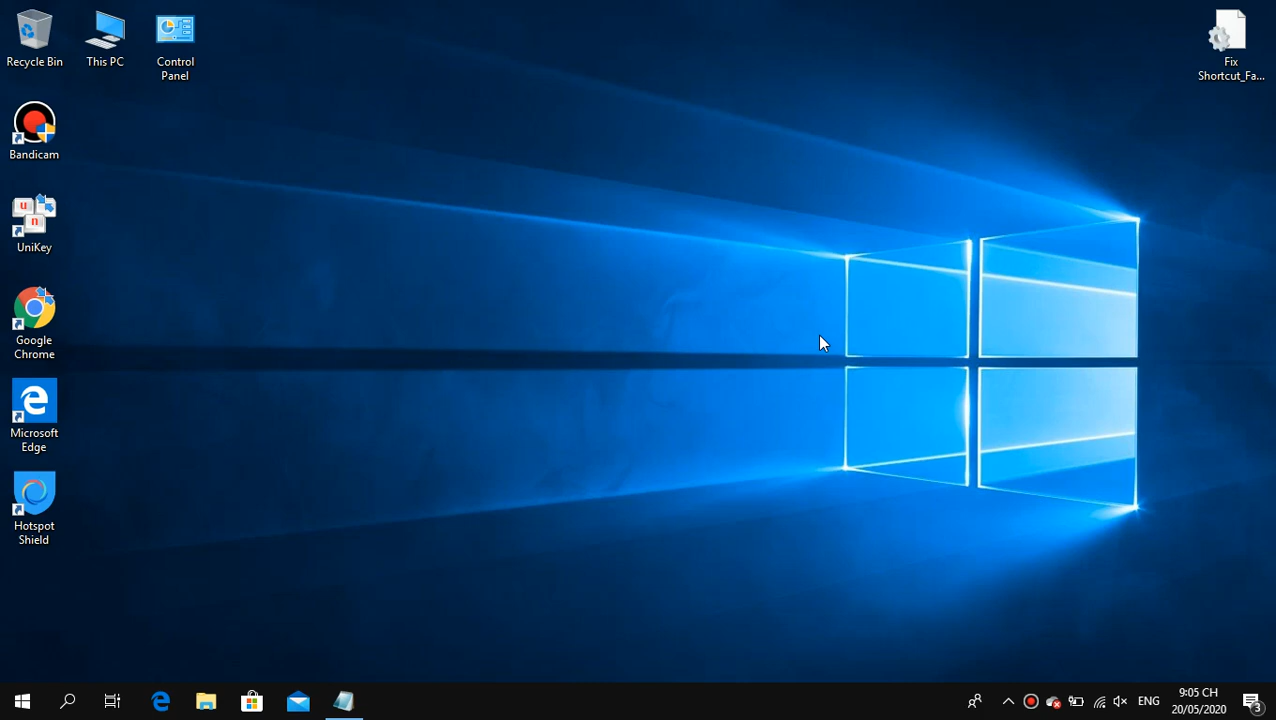 Recycle Bin
This PC
Control
Panel
Fix
Shortcut_Fa...
Bandicam
u
n
UniKey
Google
Chrome
Microsoft
Edge
Hotspot
Shield
ENG
9:05 CH
20/05/2020
3